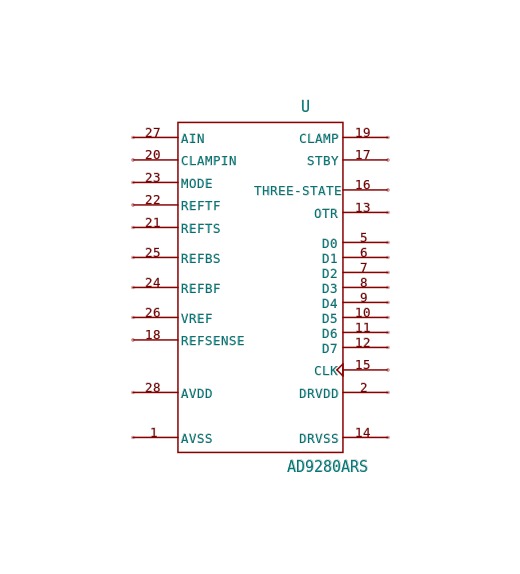 U
27 AIN CLAMP 19
20 CLAMPIN STBY 17
23 MODE THREE-STATE 16
22 REFTF OTR 13
21 REFTS
D0 5
25 REFBS D1 6
D2 7
24 REFBF D3 8
D4 9
26 VREF D5 10
D6 11
18 REFSENSE D7 12
CLK 15
28 AVDD DRVDD 2
1 AVSS DRVSS 14
AD9280ARS